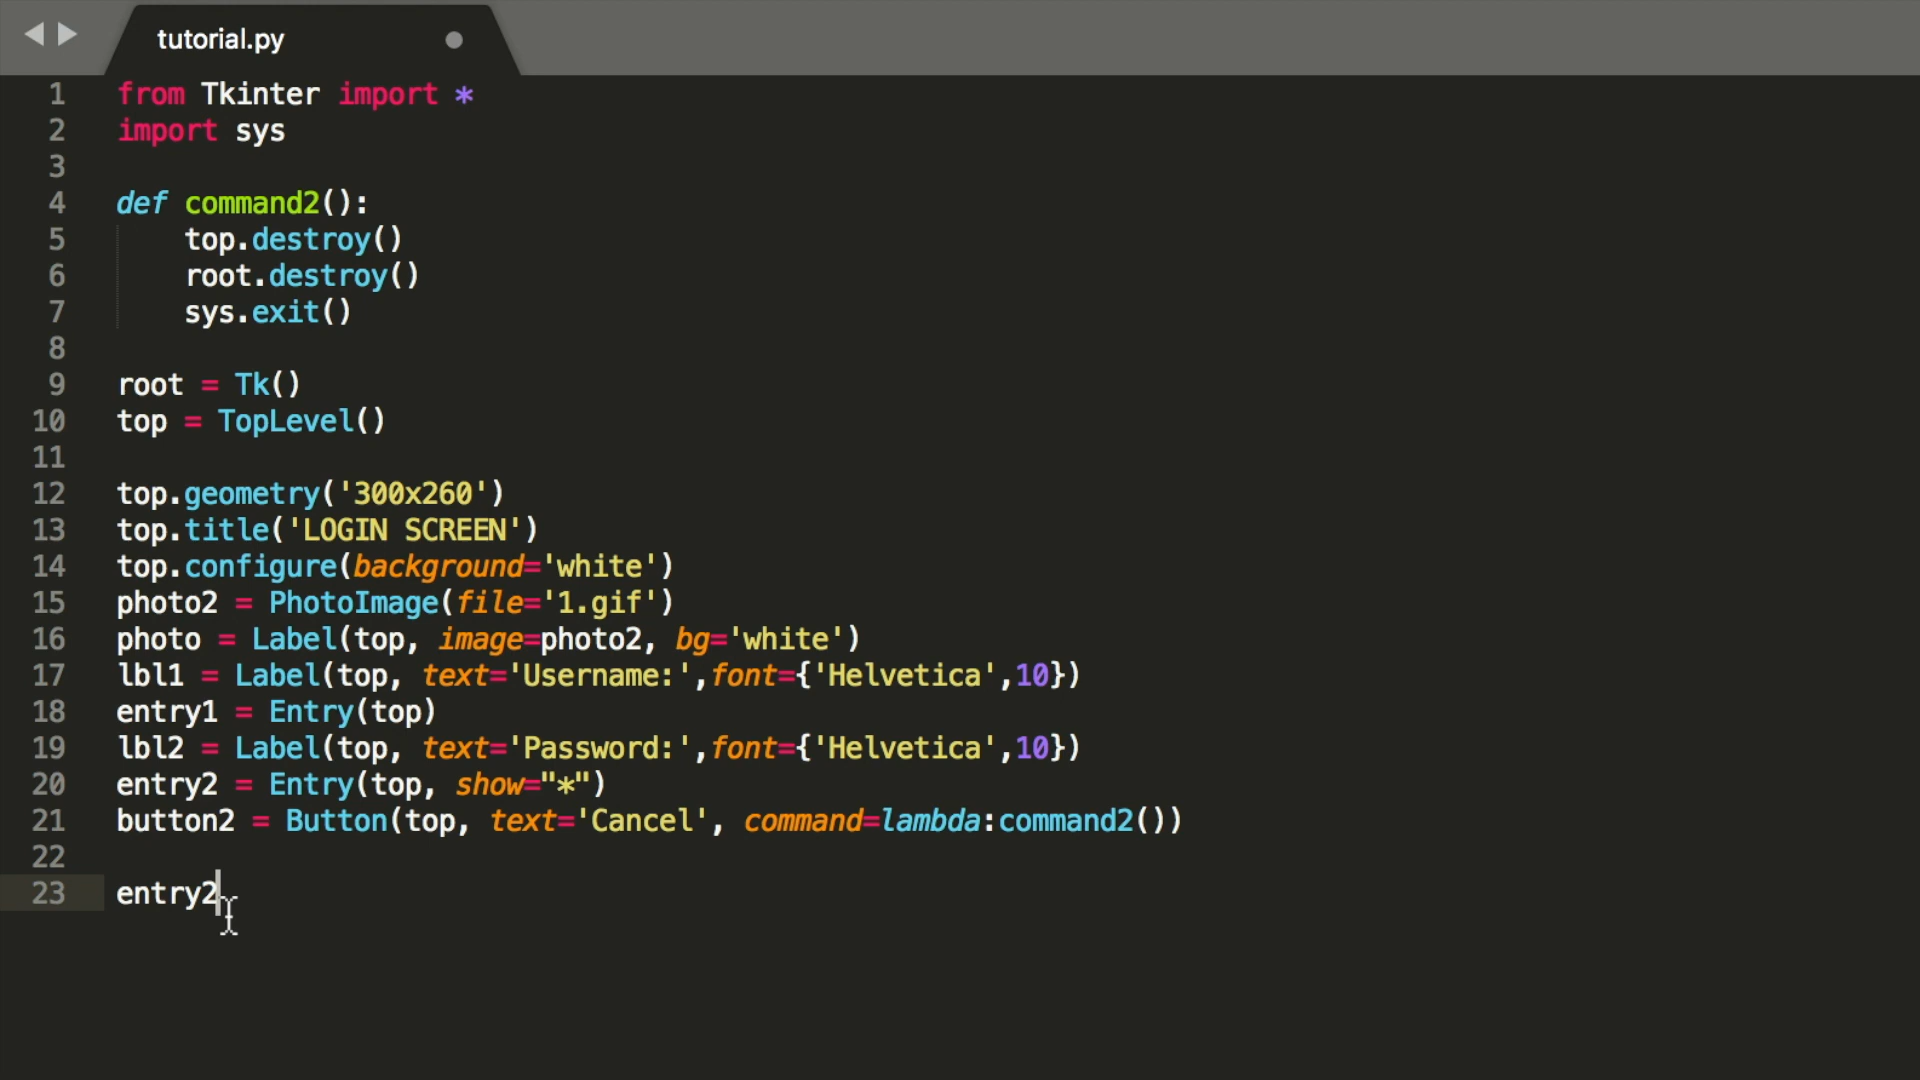 tutorial.py
1 from Tkinter import *
2 import sys
3
4 def command2():
5     top.destroy()
6     root.destroy()
7     sys.exit()
8
9 root = Tk()
10 top = TopLevel()
11
12 top.geometry('300x260')
13 top.title('LOGIN SCREEN')
14 top.configure(background='white')
15 photo2 = PhotoImage(file='1.gif')
16 photo = Label(top, image=photo2, bg='white')
17 lbl1 = Label(top, text='Username:',font={'Helvetica',10})
18 entry1 = Entry(top)
19 lbl2 = Label(top, text='Password:',font={'Helvetica',10})
20 entry2 = Entry(top, show="*")
21 button2 = Button(top, text='Cancel', command=lambda:command2())
22
23 entry2